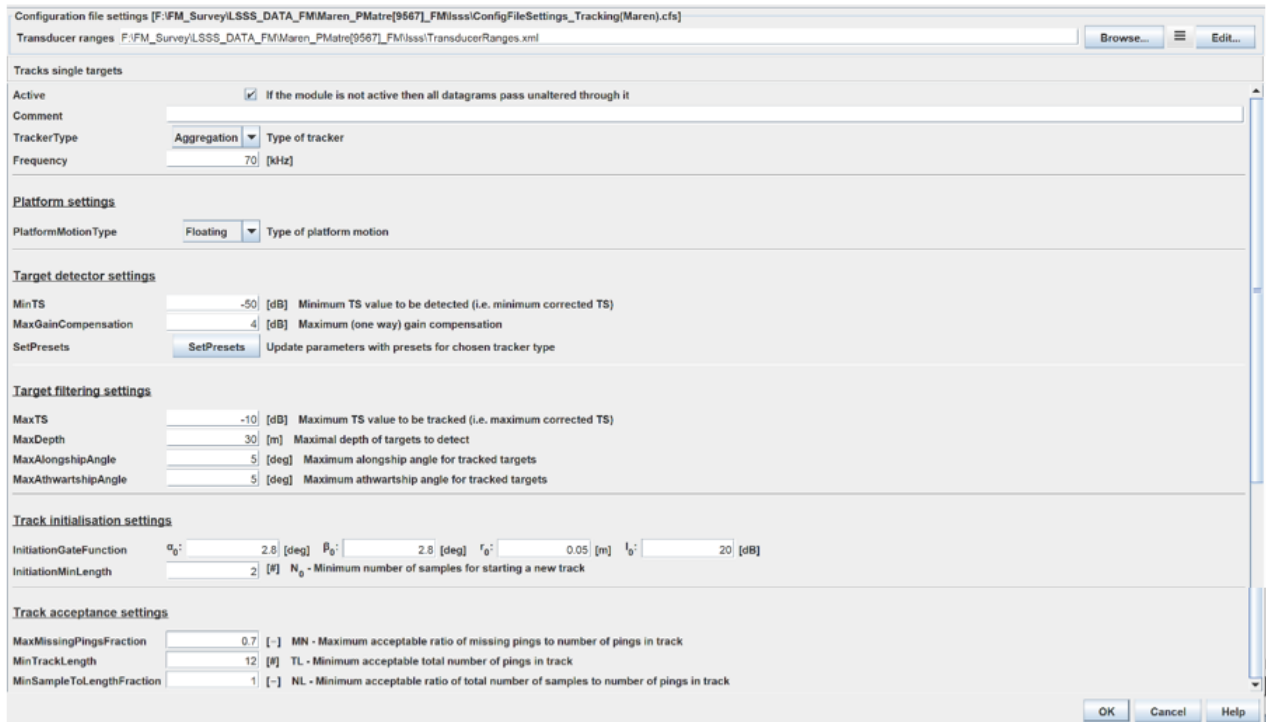 Configuration file settings [F:\FM_Survey\LSSS_DATA_FM\Maren_PMatre[9567]_FM\lsss\ConfigFileSettings_Tracking(Maren).cfs]
Transducer ranges F:\FM_Survey\LSSS_DATA_FM\Maren_PMatre[9567]_FM\lsss\TransducerRanges.xml Browse... Edit...
Tracks single targets
Active If the module is not active then all datagrams pass unaltered through it
Comment
TrackerType Aggregation Type of tracker
Frequency 70 [kHz]
Platform settings
PlatformMotionType Floating Type of platform motion
Target detector settings
MinTS -50 [dB] Minimum TS value to be detected (i.e. minimum corrected TS)
MaxGainCompensation 4 [dB] Maximum (one way) gain compensation
SetPresets SetPresets Update parameters with presets for chosen tracker type
Target filtering settings
MaxTS -10 [dB] Maximum TS value to be tracked (i.e. maximum corrected TS)
MaxDepth 30 [m] Maximal depth of targets to detect
MaxAlongshipAngle 5 [deg] Maximum alongship angle for tracked targets
MaxAthwartshipAngle 5 [deg] Maximum athwartship angle for tracked targets
Track initialisation settings
InitiationGateFunction α₀: 2.8 [deg] β₀: 2.8 [deg] r₀: 0.05 [m] I₀: 20 [dB]
InitiationMinLength 2 [#] N₀ - Minimum number of samples for starting a new track
Track acceptance settings
MaxMissingPingsFraction 0.7 [-] MN - Maximum acceptable ratio of missing pings to number of pings in track
MinTrackLength 12 [#] TL - Minimum acceptable total number of pings in track
MinSampleToLengthFraction 1 [-] NL - Minimum acceptable ratio of total number of samples to number of pings in track
OK Cancel Help